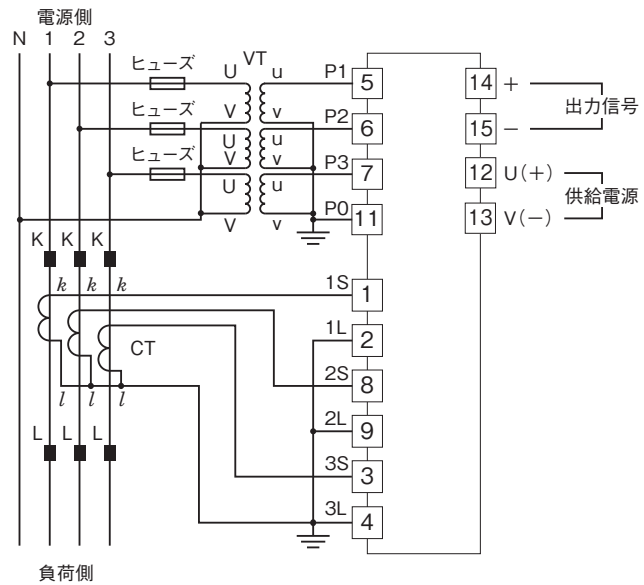 電源側
N 1 2 3
ヒューズ U VT u P1 5 14 +
出力信号
V v
ヒューズ P2 6 15 −
U u
V v
ヒューズ P3 7 12 U(+)
U u
供給電源
V v P0 11 13 V(−)
K K K
k k k 1S 1
1L 2
CT
2S 8
l l l
L L L 2L 9
3S 3
3L 4
負荷側